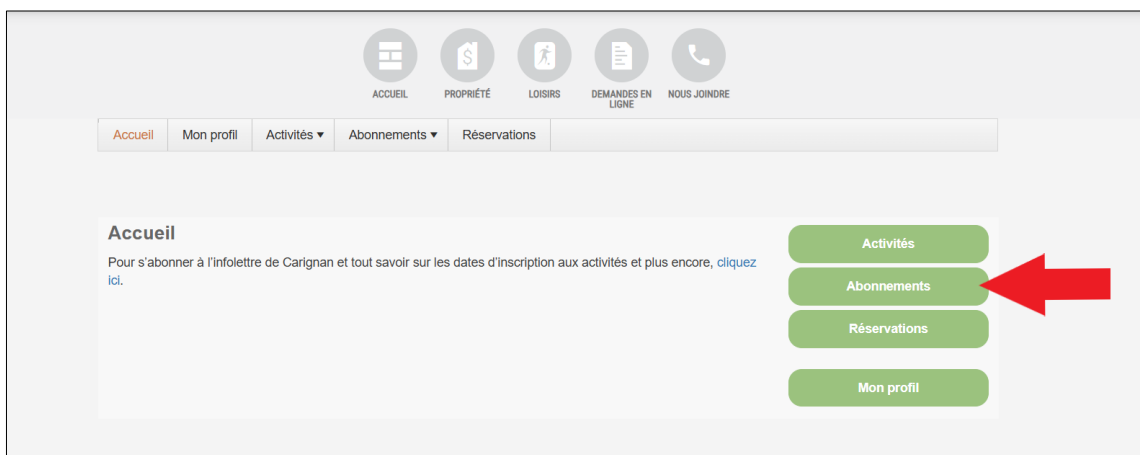 ACCUEIL
PROPRIÉTÉ
LOISIRS
DEMANDES EN
LIGNE
NOUS JOINDRE
Accueil
Mon profil
Activités ▾
Abonnements ▾
Réservations
Accueil
Pour s’abonner à l’infolettre de Carignan et tout savoir sur les dates d’inscription aux activités et plus encore, cliquez
ici.
Activités
Abonnements
Réservations
Mon profil